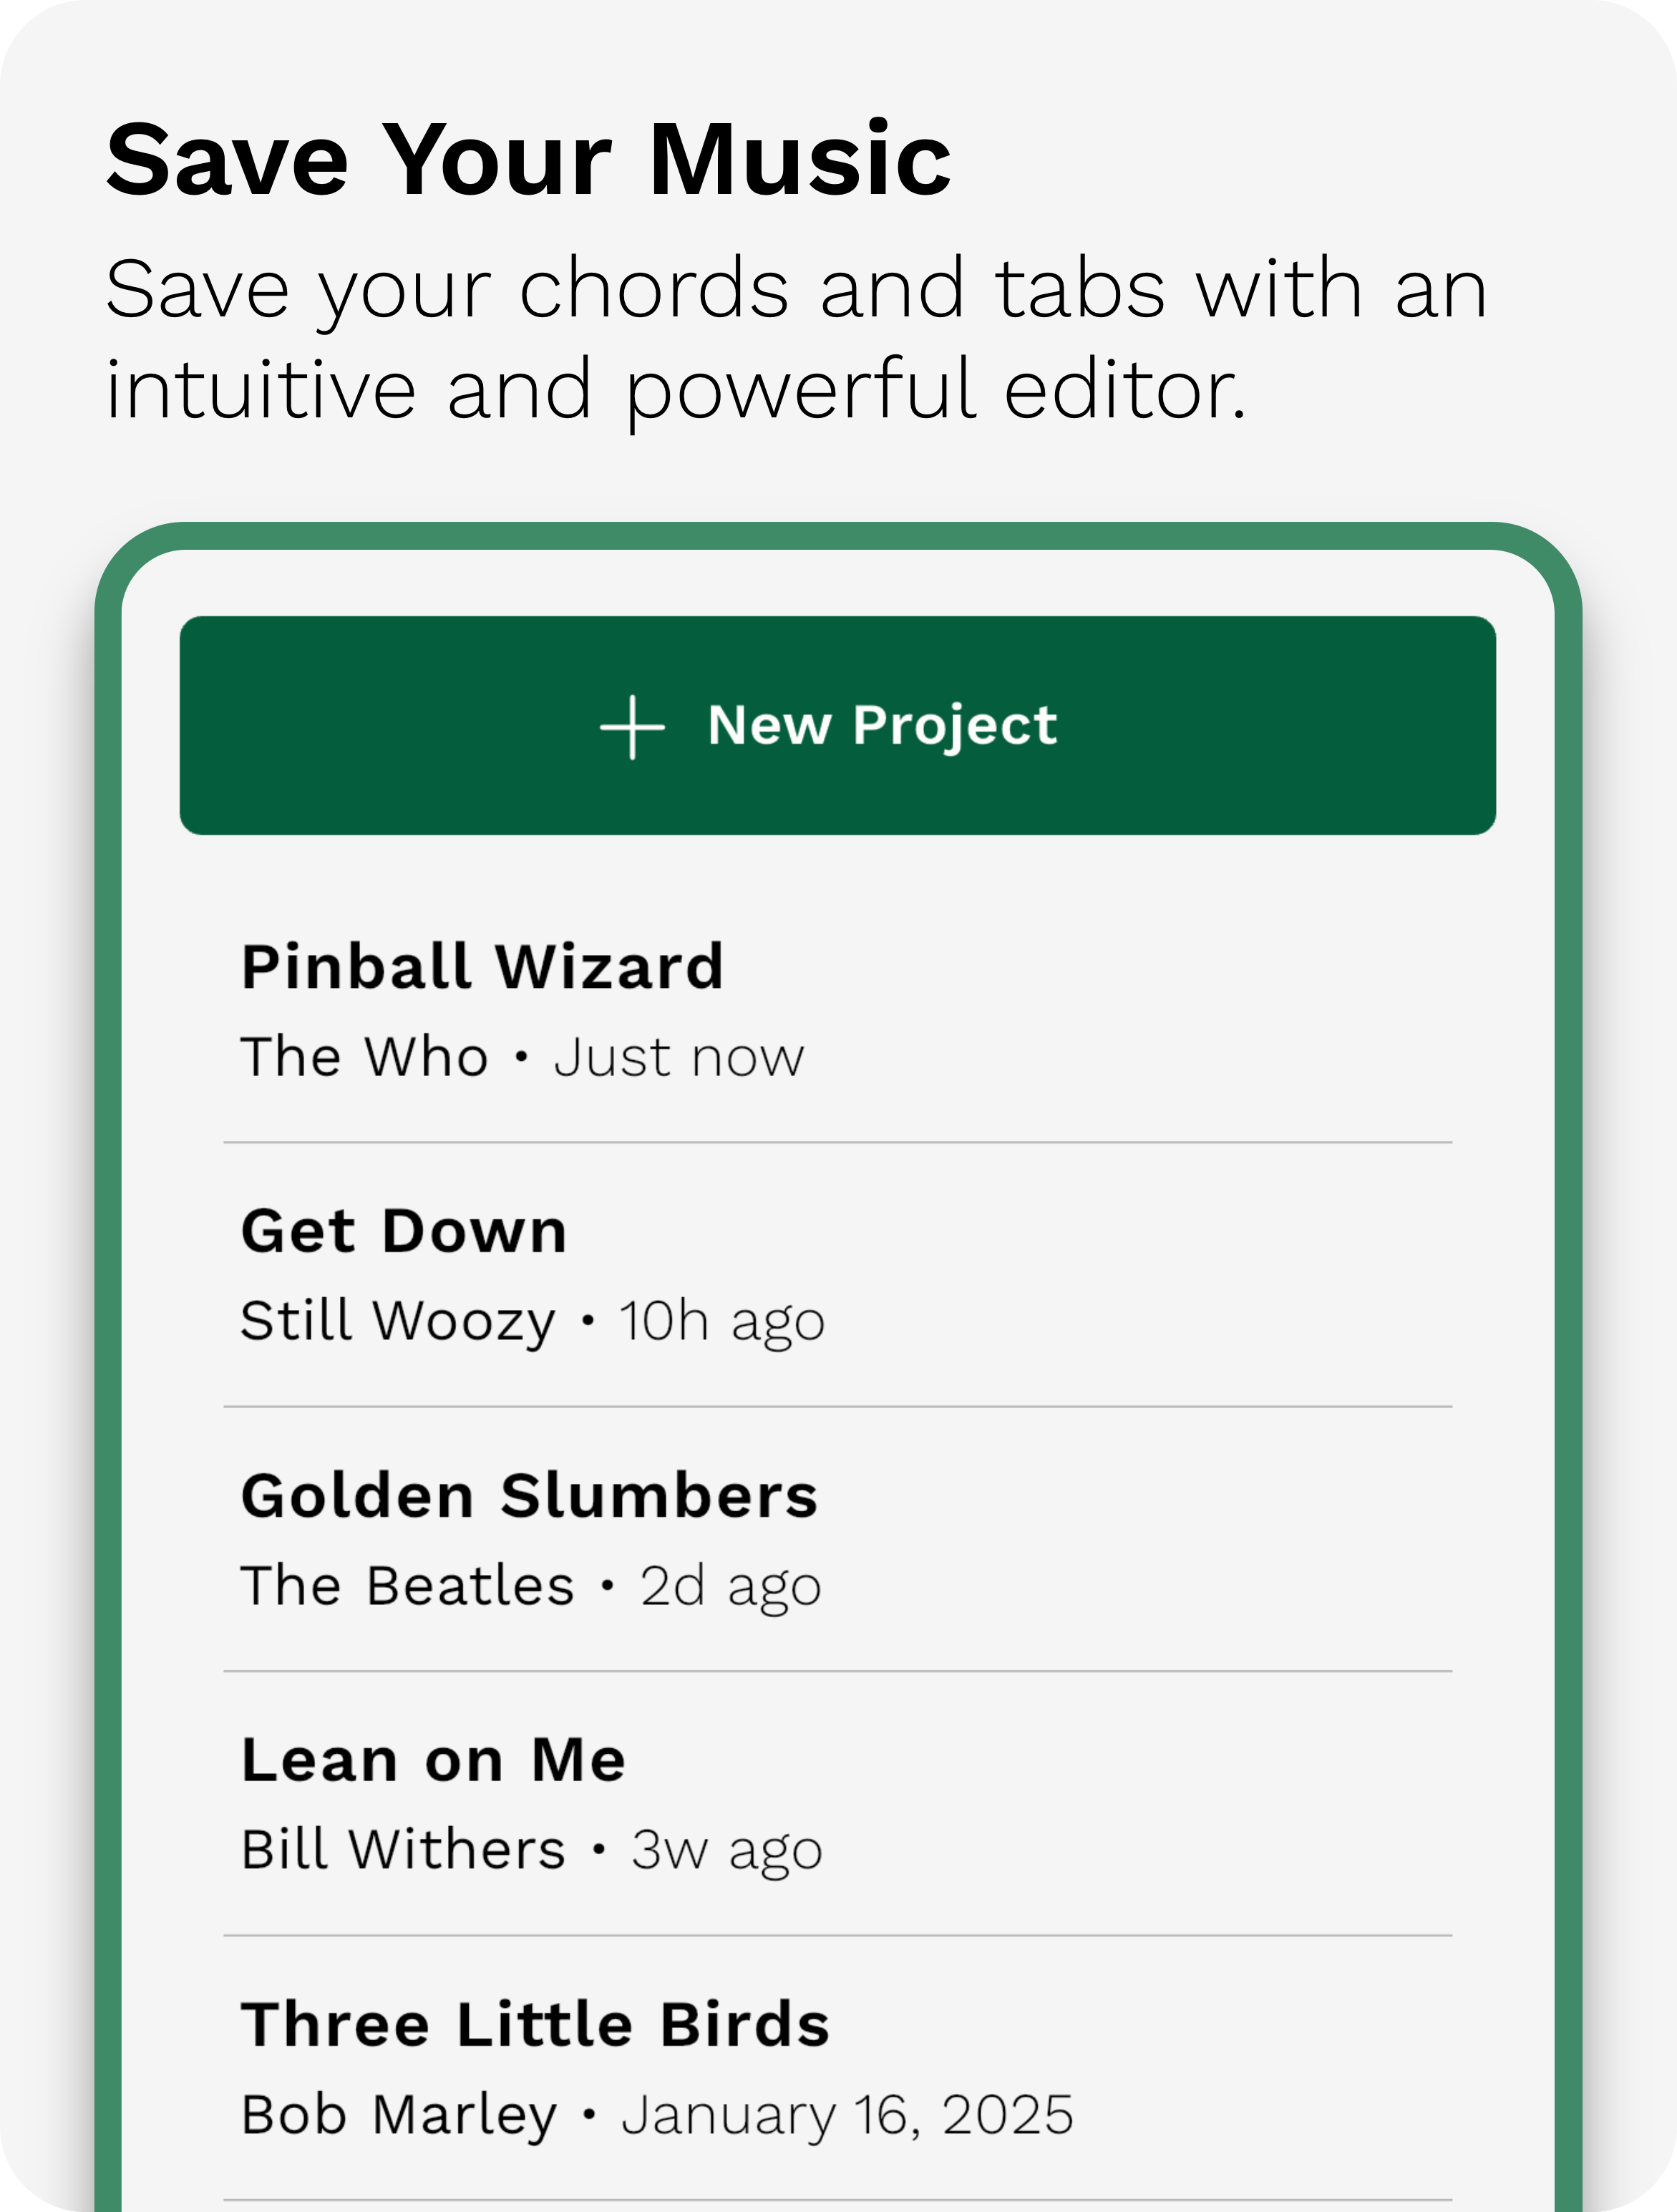 Save Your Music
Save your chords and tabs with an
intuitive and powerful editor.
New Project
Pinball Wizard
The Who • Just now
Get Down
Still Woozy • 10h ago
Golden Slumbers
The Beatles • 2d ago
Lean on Me
Bill Withers • 3w ago
Three Little Birds
Bob Marley • January 16, 2025